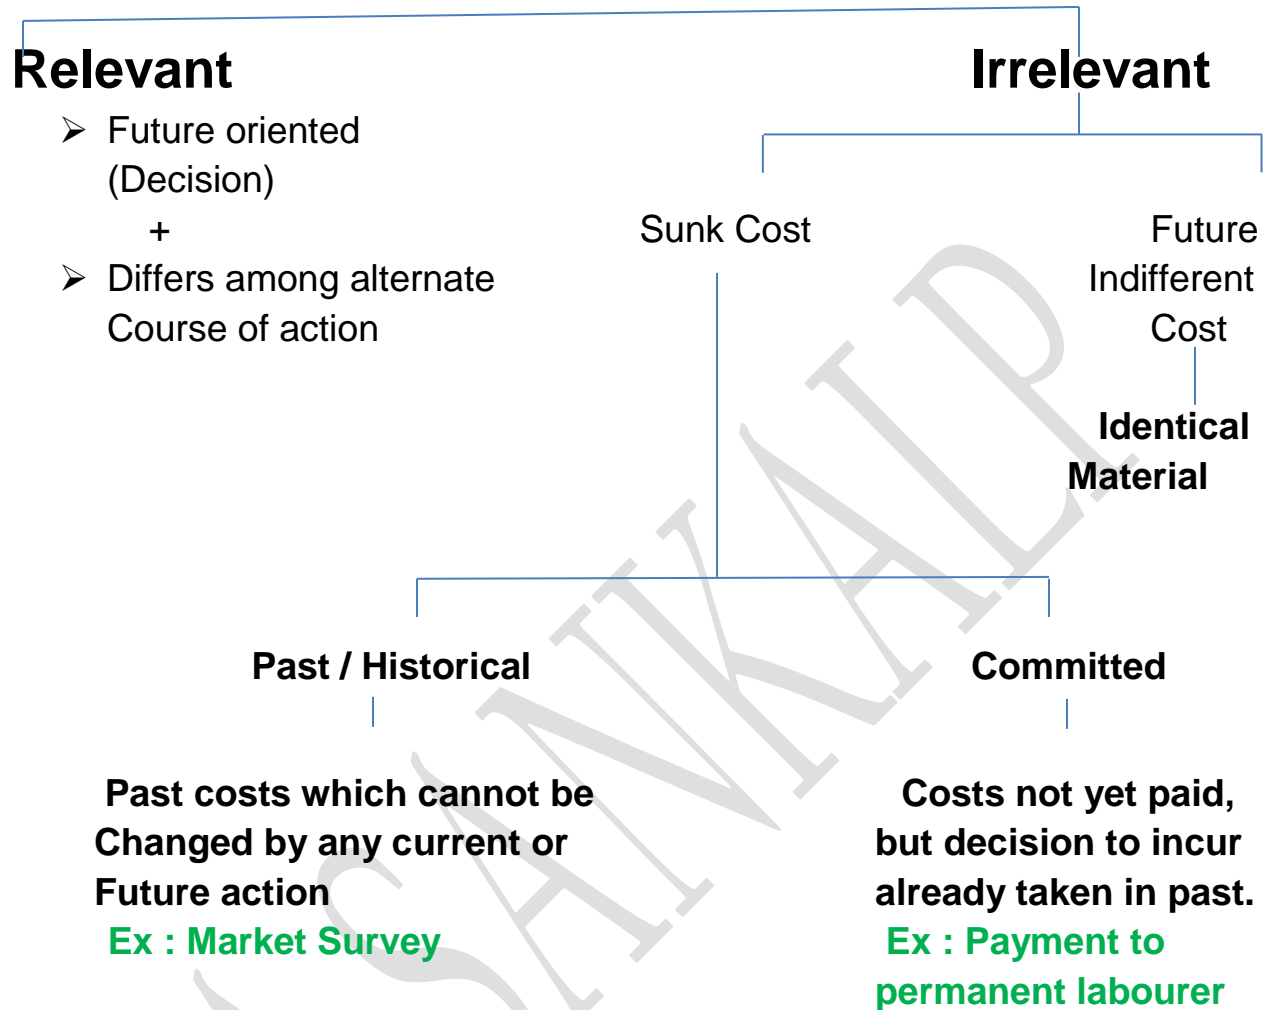 Relevant
Irrelevant
➢ Future oriented
(Decision)
+
➢ Differs among alternate
Course of action
Sunk Cost
Future
Indifferent
Cost
Identical
Material
Past / Historical
Committed
Past costs which cannot be
Changed by any current or
Future action
Ex : Market Survey
Costs not yet paid,
but decision to incur
already taken in past.
Ex : Payment to
permanent labourer
SANKALP